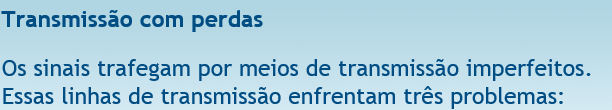 Transmissão com perdas
Os sinais trafegam por meios de transmissão imperfeitos.
Essas linhas de transmissão enfrentam três problemas: